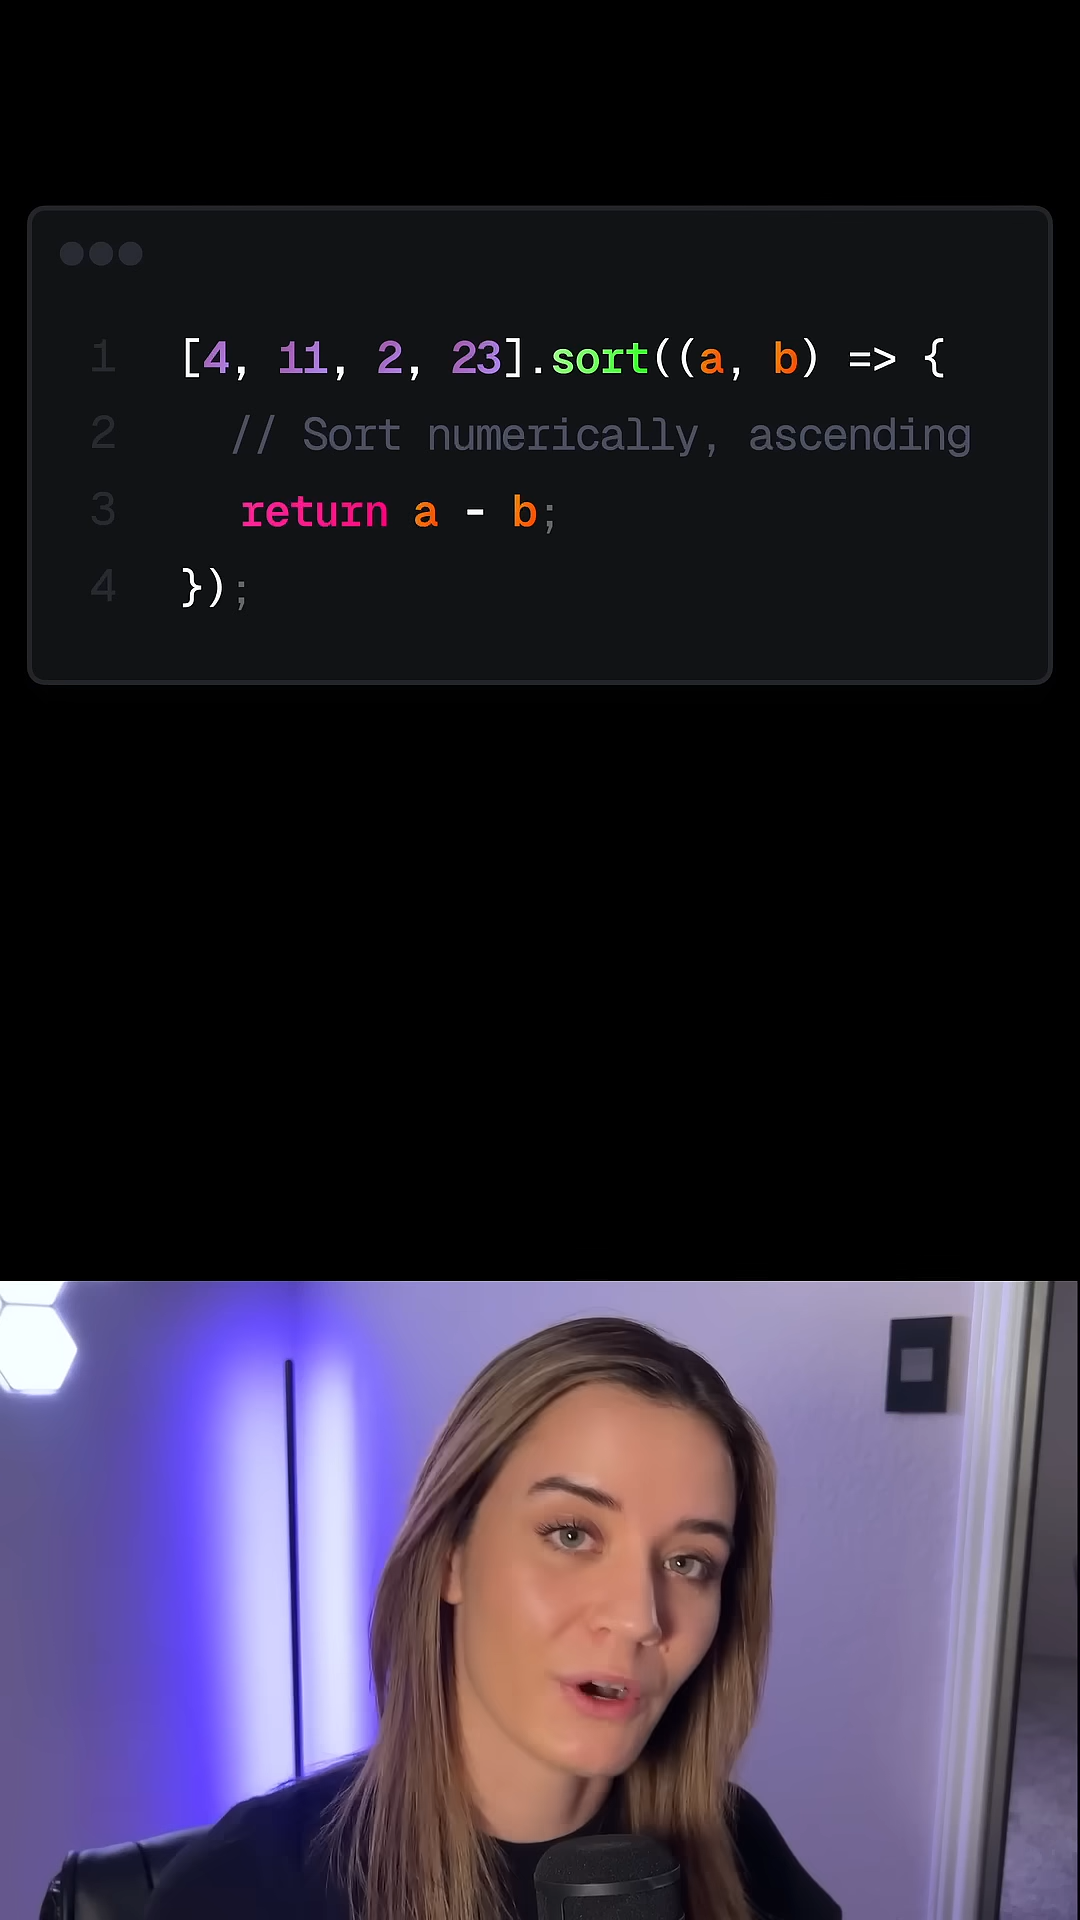 1 [4, 11, 2, 23].sort((a, b) => {
2 // Sort numerically, ascending
3 return a - b;
4 });